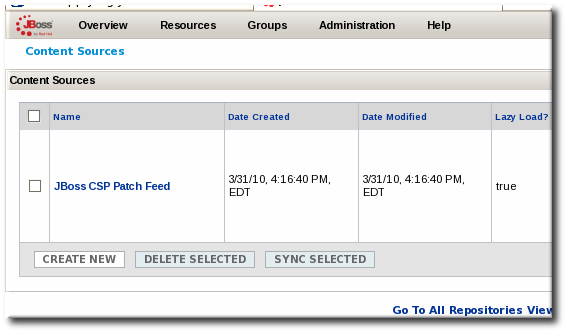 JBoss
by Red Hat
Overview Resources Groups Administration Help
Content Sources
Content Sources
Name Date Created Date Modified Lazy Load?
JBoss CSP Patch Feed 3/31/10, 4:16:40 PM, 3/31/10, 4:16:40 PM, true
EDT EDT
CREATE NEW DELETE SELECTED SYNC SELECTED
Go To All Repositories View